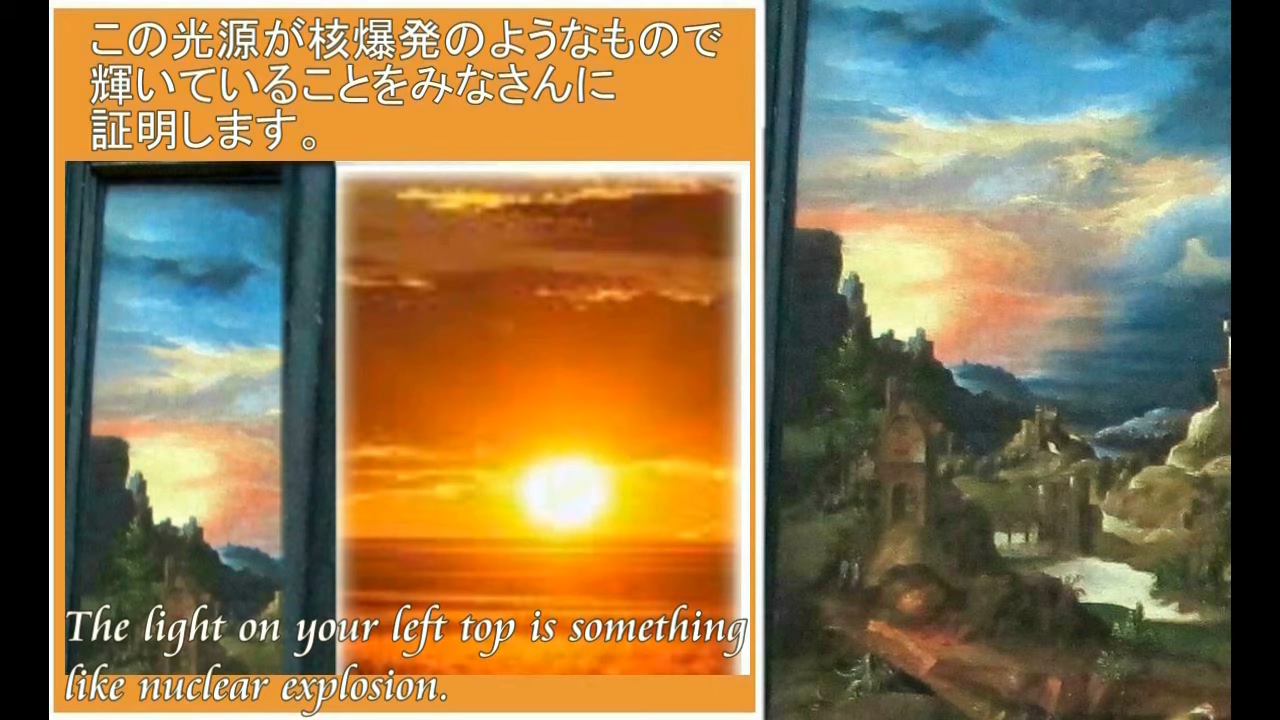 この光源が核爆発のようなもので
輝いていることをみなさんに
証明します。
The light on your left top is something
like nuclear explosion.